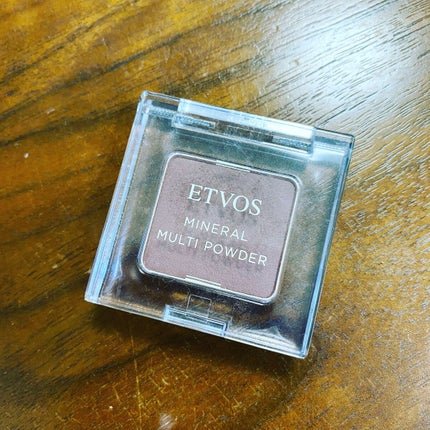 ETVOS
MINERAL
MULTI POWDER